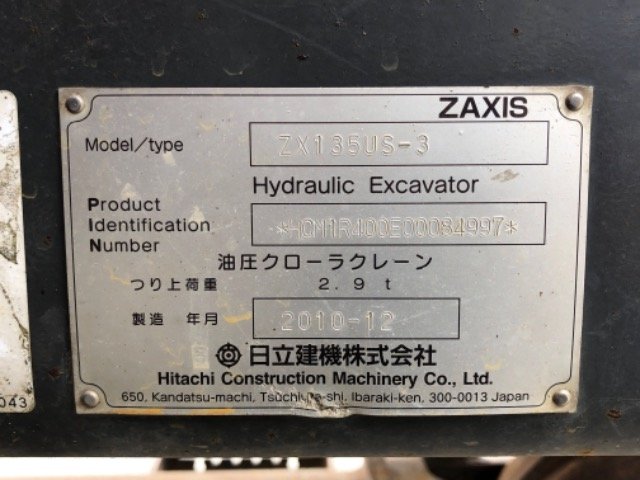 ZAXIS
Model/type ZX135US-3
Hydraulic Excavator
Product
Identification *HCM1R400E00084997*
Number
油圧クローラクレーン
つり上荷重 2.9 t
製造 年月 2010-12
日立建機株式会社
Hitachi Construction Machinery Co., Ltd.
650, Kandatsu-machi, Tsuchiura-shi, Ibaraki-ken, 300-0013 Japan
043